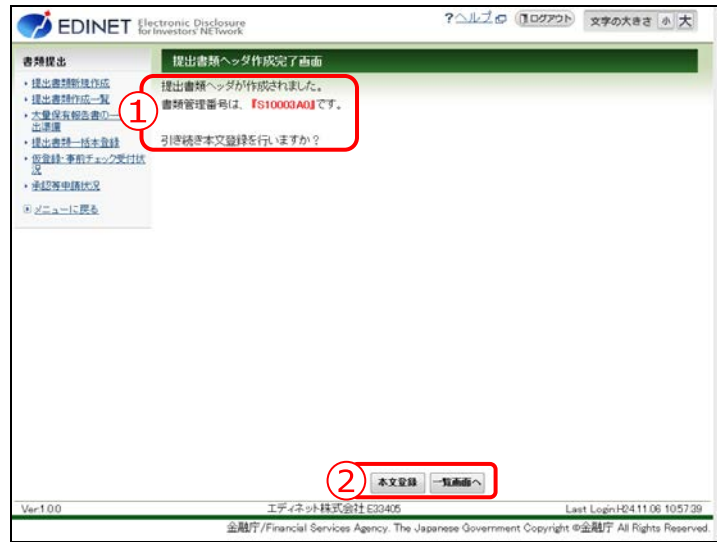 EDINET Electronic Disclosure for Investors' NETwork
?ヘルプ ログアウト 文字の大きさ 小 大
書類提出
・提出書類新規作成
・提出書類作成一覧
・大量保有報告書の一
出準備
・提出書類一括本登録
・仮登録・事前チェック受付状
況
・承認等申請状況
メニューに戻る
提出書類ヘッダ作成完了画面
①
提出書類ヘッダが作成されました。
書類管理番号は、『S10003A0』です。
引き続き本文登録を行いますか？
②
本文登録 一覧画面へ
Ver.1.0.0 エディネット株式会社 E33405 Last Login:H24.11.06 10:57:39
金融庁/Financial Services Agency. The Japanese Government Copyright ©金融庁 All Rights Reserved.